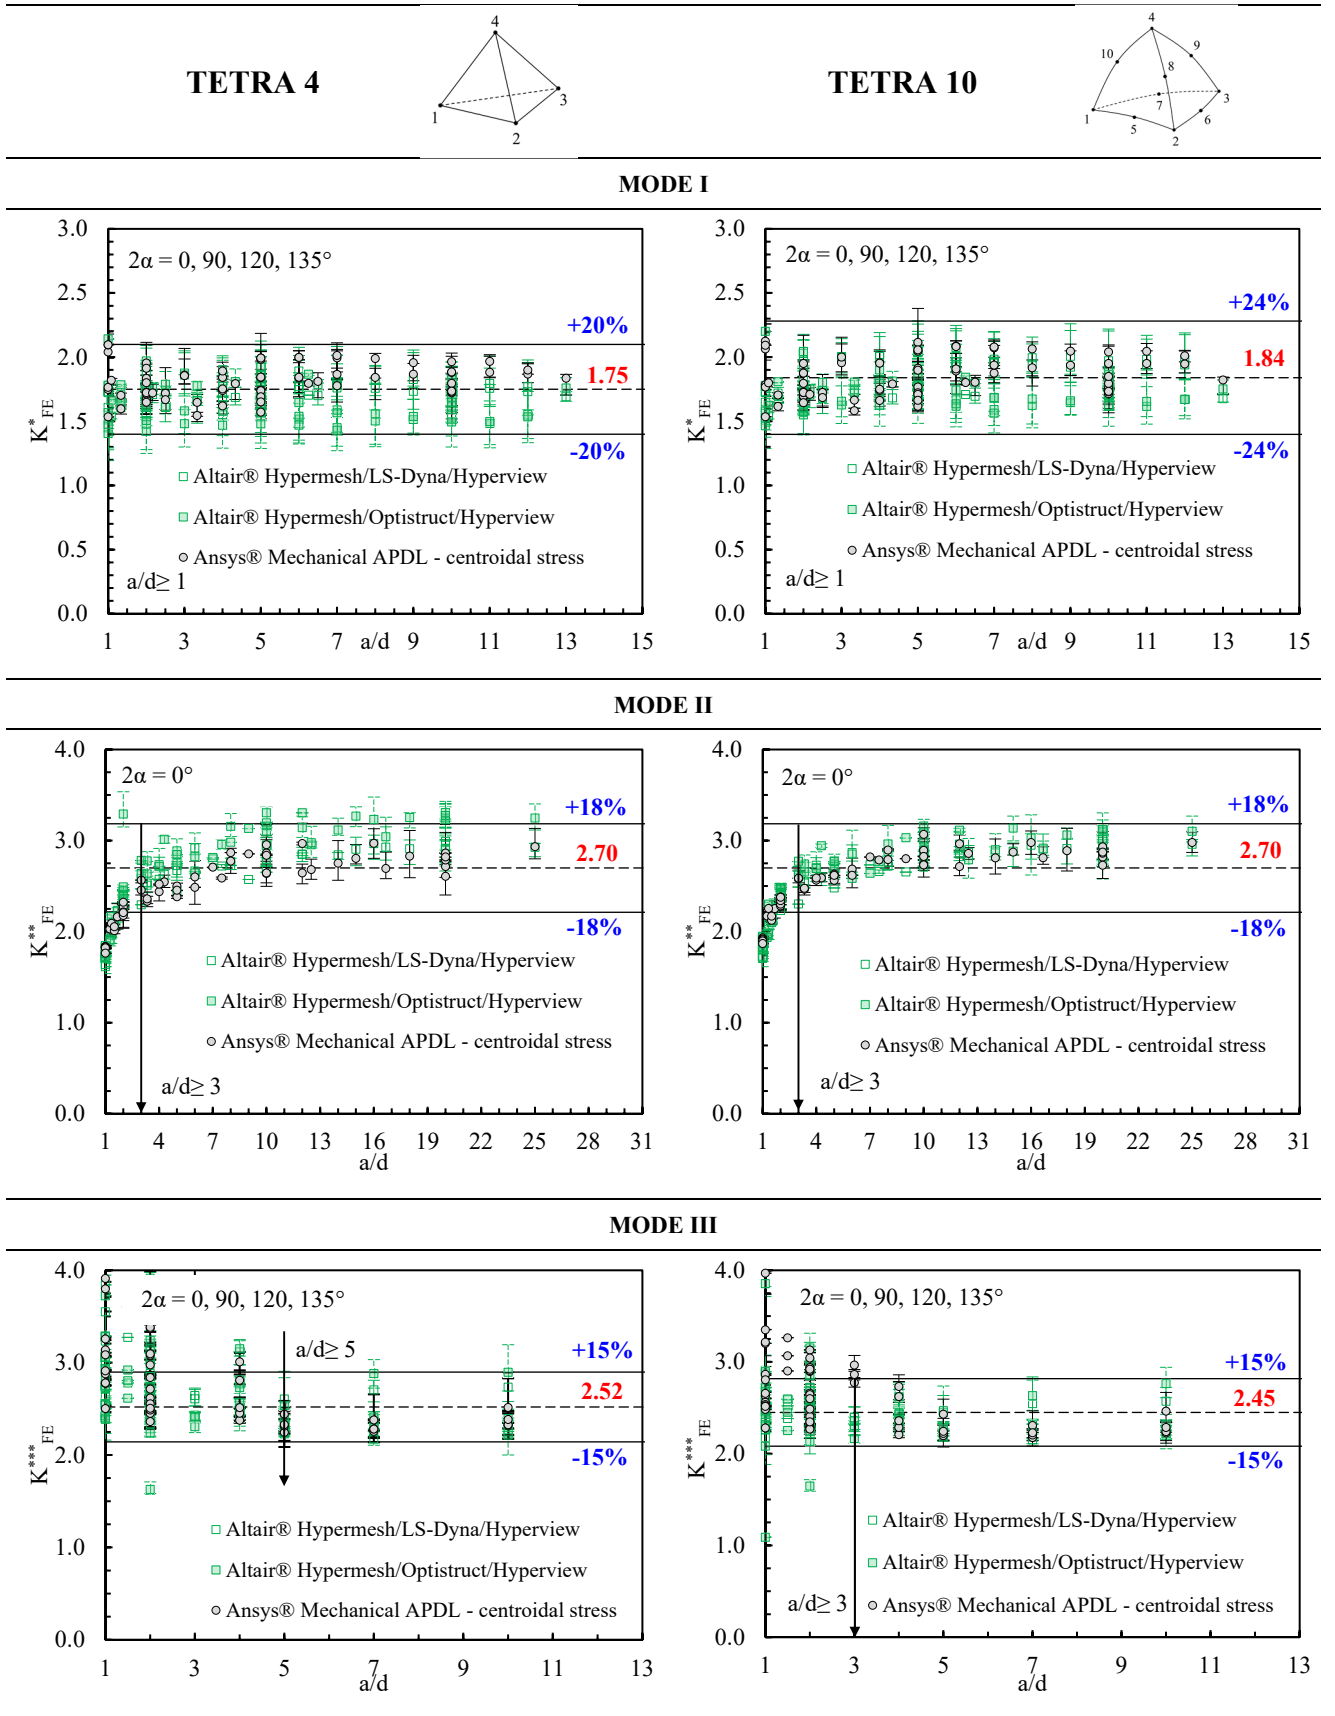 TETRA 4
4
1
3
2
TETRA 10
4
10
9
8
7
3
1
5
6
2
MODE I
3.0
2.5
2.0
1.5
1.0
0.5
0.0
K*FE
2α = 0, 90, 120, 135°
+20%
1.75
-20%
Altair® Hypermesh/LS-Dyna/Hyperview
Altair® Hypermesh/Optistruct/Hyperview
Ansys® Mechanical APDL - centroidal stress
a/d≥ 1
1 3 5 7 a/d 9 11 13 15
3.0
2.5
2.0
1.5
1.0
0.5
0.0
K*FE
2α = 0, 90, 120, 135°
+24%
1.84
-24%
Altair® Hypermesh/LS-Dyna/Hyperview
Altair® Hypermesh/Optistruct/Hyperview
Ansys® Mechanical APDL - centroidal stress
a/d≥ 1
1 3 5 7 a/d 9 11 13 15
MODE II
4.0
3.0
2.0
1.0
0.0
K**FE
2α = 0°
+18%
2.70
-18%
Altair® Hypermesh/LS-Dyna/Hyperview
Altair® Hypermesh/Optistruct/Hyperview
Ansys® Mechanical APDL - centroidal stress
a/d≥ 3
1 4 7 10 13 16 19 22 25 28 31
a/d
4.0
3.0
2.0
1.0
0.0
K**FE
2α = 0°
+18%
2.70
-18%
Altair® Hypermesh/LS-Dyna/Hyperview
Altair® Hypermesh/Optistruct/Hyperview
Ansys® Mechanical APDL - centroidal stress
a/d≥ 3
1 4 7 10 13 16 19 22 25 28 31
a/d
MODE III
4.0
3.0
2.0
1.0
0.0
K***FE
2α = 0, 90, 120, 135°
a/d≥ 5
+15%
2.52
-15%
Altair® Hypermesh/LS-Dyna/Hyperview
Altair® Hypermesh/Optistruct/Hyperview
Ansys® Mechanical APDL - centroidal stress
1 3 5 7 9 11 13
a/d
4.0
3.0
2.0
1.0
0.0
K***FE
2α = 0, 90, 120, 135°
+15%
2.45
-15%
Altair® Hypermesh/LS-Dyna/Hyperview
Altair® Hypermesh/Optistruct/Hyperview
Ansys® Mechanical APDL - centroidal stress
a/d≥ 3
1 3 5 7 9 11 13
a/d